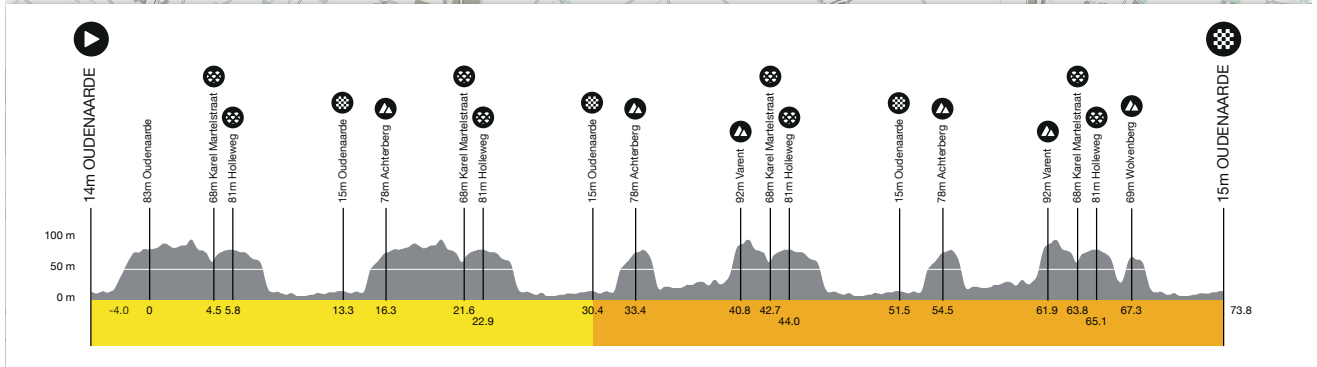 14m OUDENAARDE
83m Oudenaarde
68m Karel Martelstraat
81m Holleweg
15m Oudenaarde
78m Achterberg
68m Karel Martelstraat
81m Holleweg
15m Oudenaarde
78m Achterberg
92m Varent
68m Karel Martelstraat
81m Holleweg
15m Oudenaarde
78m Achterberg
92m Varent
68m Karel Martelstraat
81m Holleweg
69m Wolvenberg
15m OUDENAARDE
100 m
50 m
0 m
-4.0 0 4.5 5.8 13.3 16.3 21.6 30.4 33.4 40.8 42.7 51.5 54.5 61.9 63.8 67.3 73.8
22.9 44.0 65.1